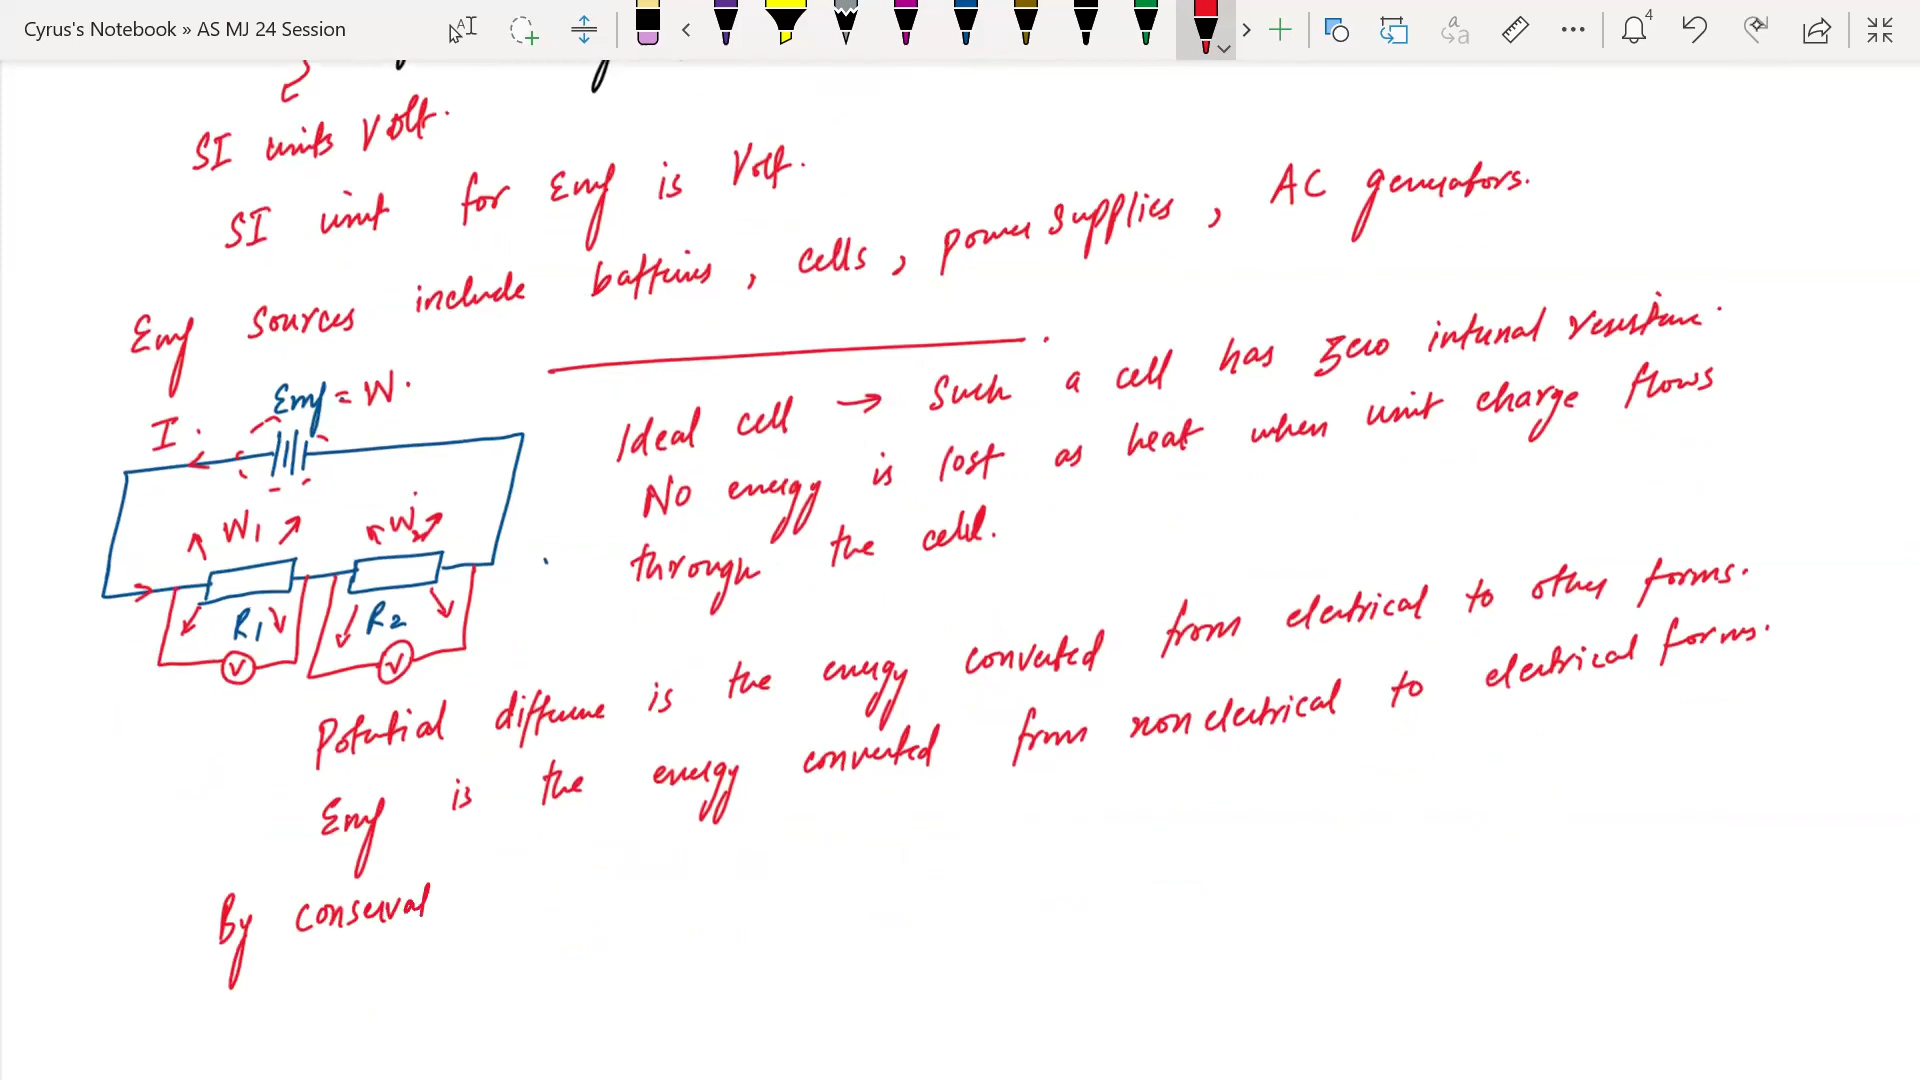 Cyrus's Notebook » AS MJ 24 Session
4
SI units Volt.
SI unit for Emf is Volt.
Emf sources include batteries, cells, power supplies, AC generators.
Emf = W.
I.
W1 W2
R1 R2
V V
Ideal cell → Such a cell has zero internal resistance.
No energy is lost as heat when unit charge flows
through the cell.
Potential difference is the energy converted from electrical to other forms.
Emf is the energy converted from non electrical to electrical forms.
By conservat